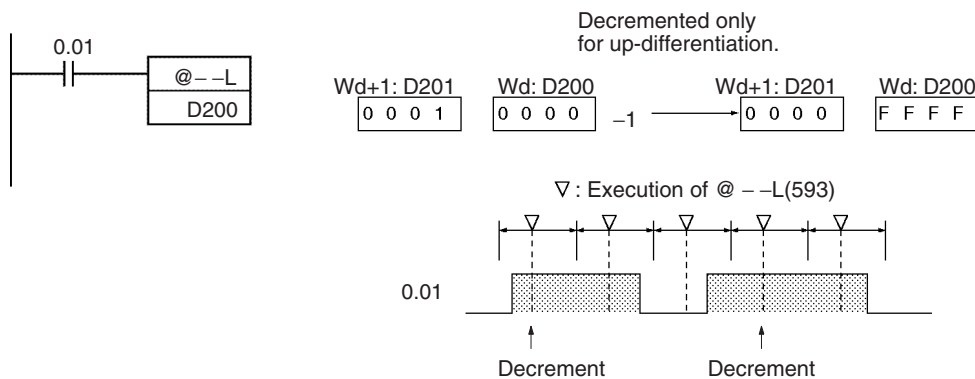 0.01
@– –L
D200
Decremented only
for up-differentiation.
Wd+1: D201 Wd: D200 Wd+1: D201 Wd: D200
0 0 0 1 0 0 0 0 –1 0 0 0 0 F F F F
▽ : Execution of @ – –L(593)
0.01
Decrement Decrement